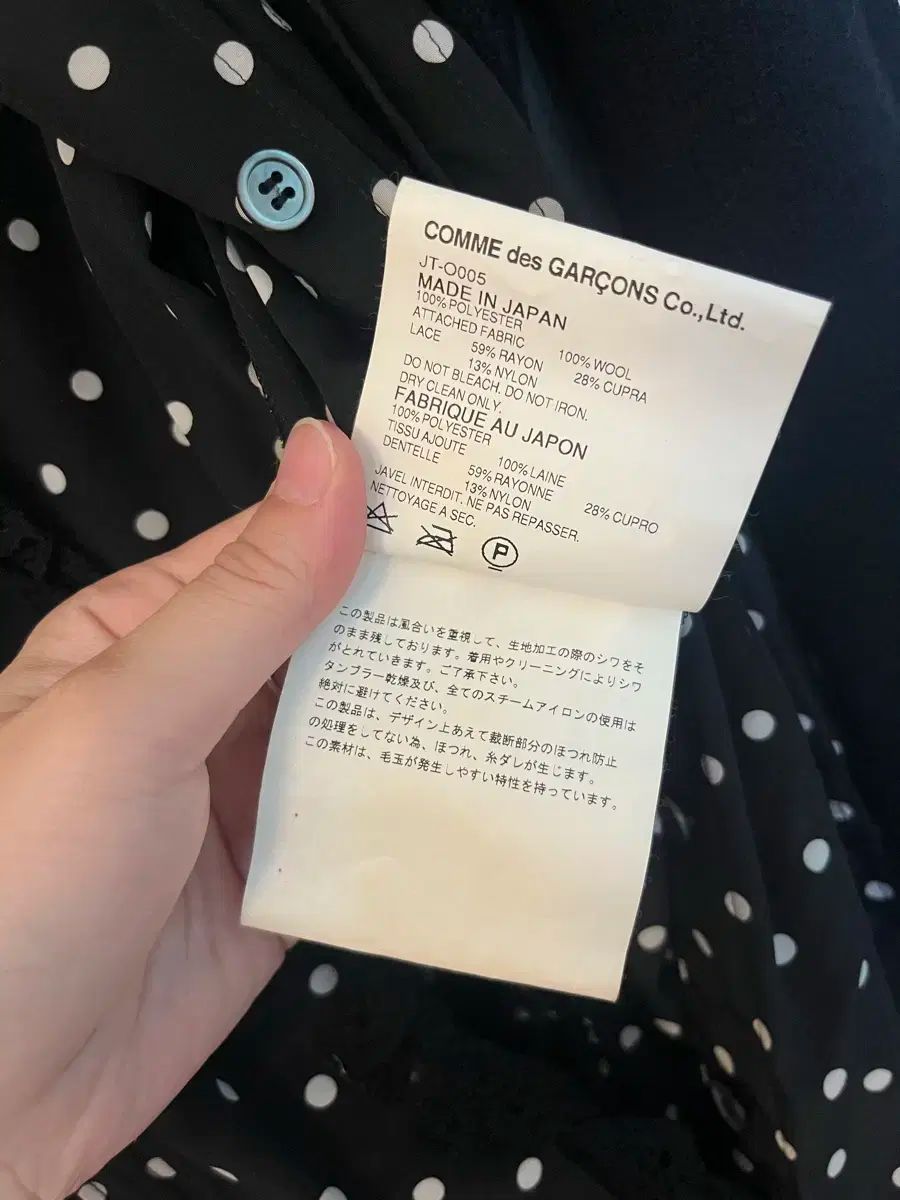 COMME des GARÇONS Co.,Ltd.
JT-O005
MADE IN JAPAN
100% POLYESTER
ATTACHED FABRIC 100% WOOL
LACE 59% RAYON 28% CUPRA
13% NYLON
DO NOT BLEACH. DO NOT IRON.
DRY CLEAN ONLY.
FABRIQUE AU JAPON
100% POLYESTER
TISSU AJOUTE 100% LAINE
DENTELLE 59% RAYONNE 28% CUPRO
13% NYLON
JAVEL INTERDIT. NE PAS REPASSER.
NETTOYAGE A SEC.
P
この製品は風合いを重視して、生地加工の際のシワをそ
のまま残しております。着用やクリーニングによりシワ
がとれていきます。ご了承下さい。
タンブラー乾燥及び、全てのスチームアイロンの使用は
絶対に避けてください。
この製品は、デザイン上あえて裁断部分のほつれ防止
の処理をしてない為、ほつれ、糸ダレが生じます。
この素材は、毛玉が発生しやすい特性を持っています。